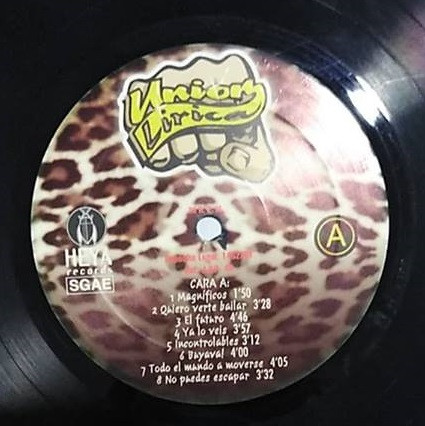 Union
Lirica
A
HEYA
records
SGAE
CARA A:
1 Magníficos 1'50
2 Quiero verte bailar 3'28
3 El futuro 4'46
4 Ya lo veis 3'57
5 Incontrolables 3'12
6 Bayaval 4'00
7 Todo el mundo a moverse 4'05
8 No puedes escapar 3'32